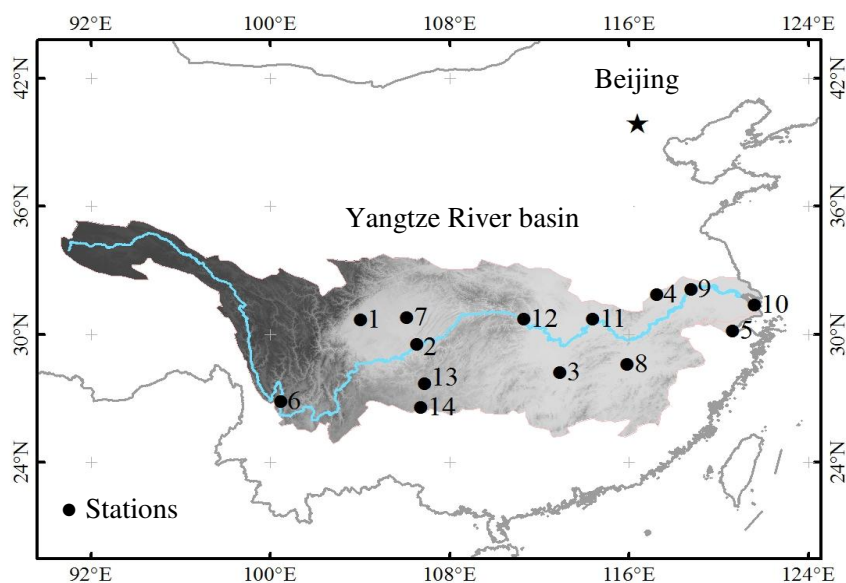 92°E 100°E 108°E 116°E 124°E
42°N 42°N
Beijing
36°N 36°N
Yangtze River basin
4 9
10
1 7 12 11
30°N 30°N
2 5
8
3
13
6
14
24°N 24°N
Stations
92°E 100°E 108°E 116°E 124°E